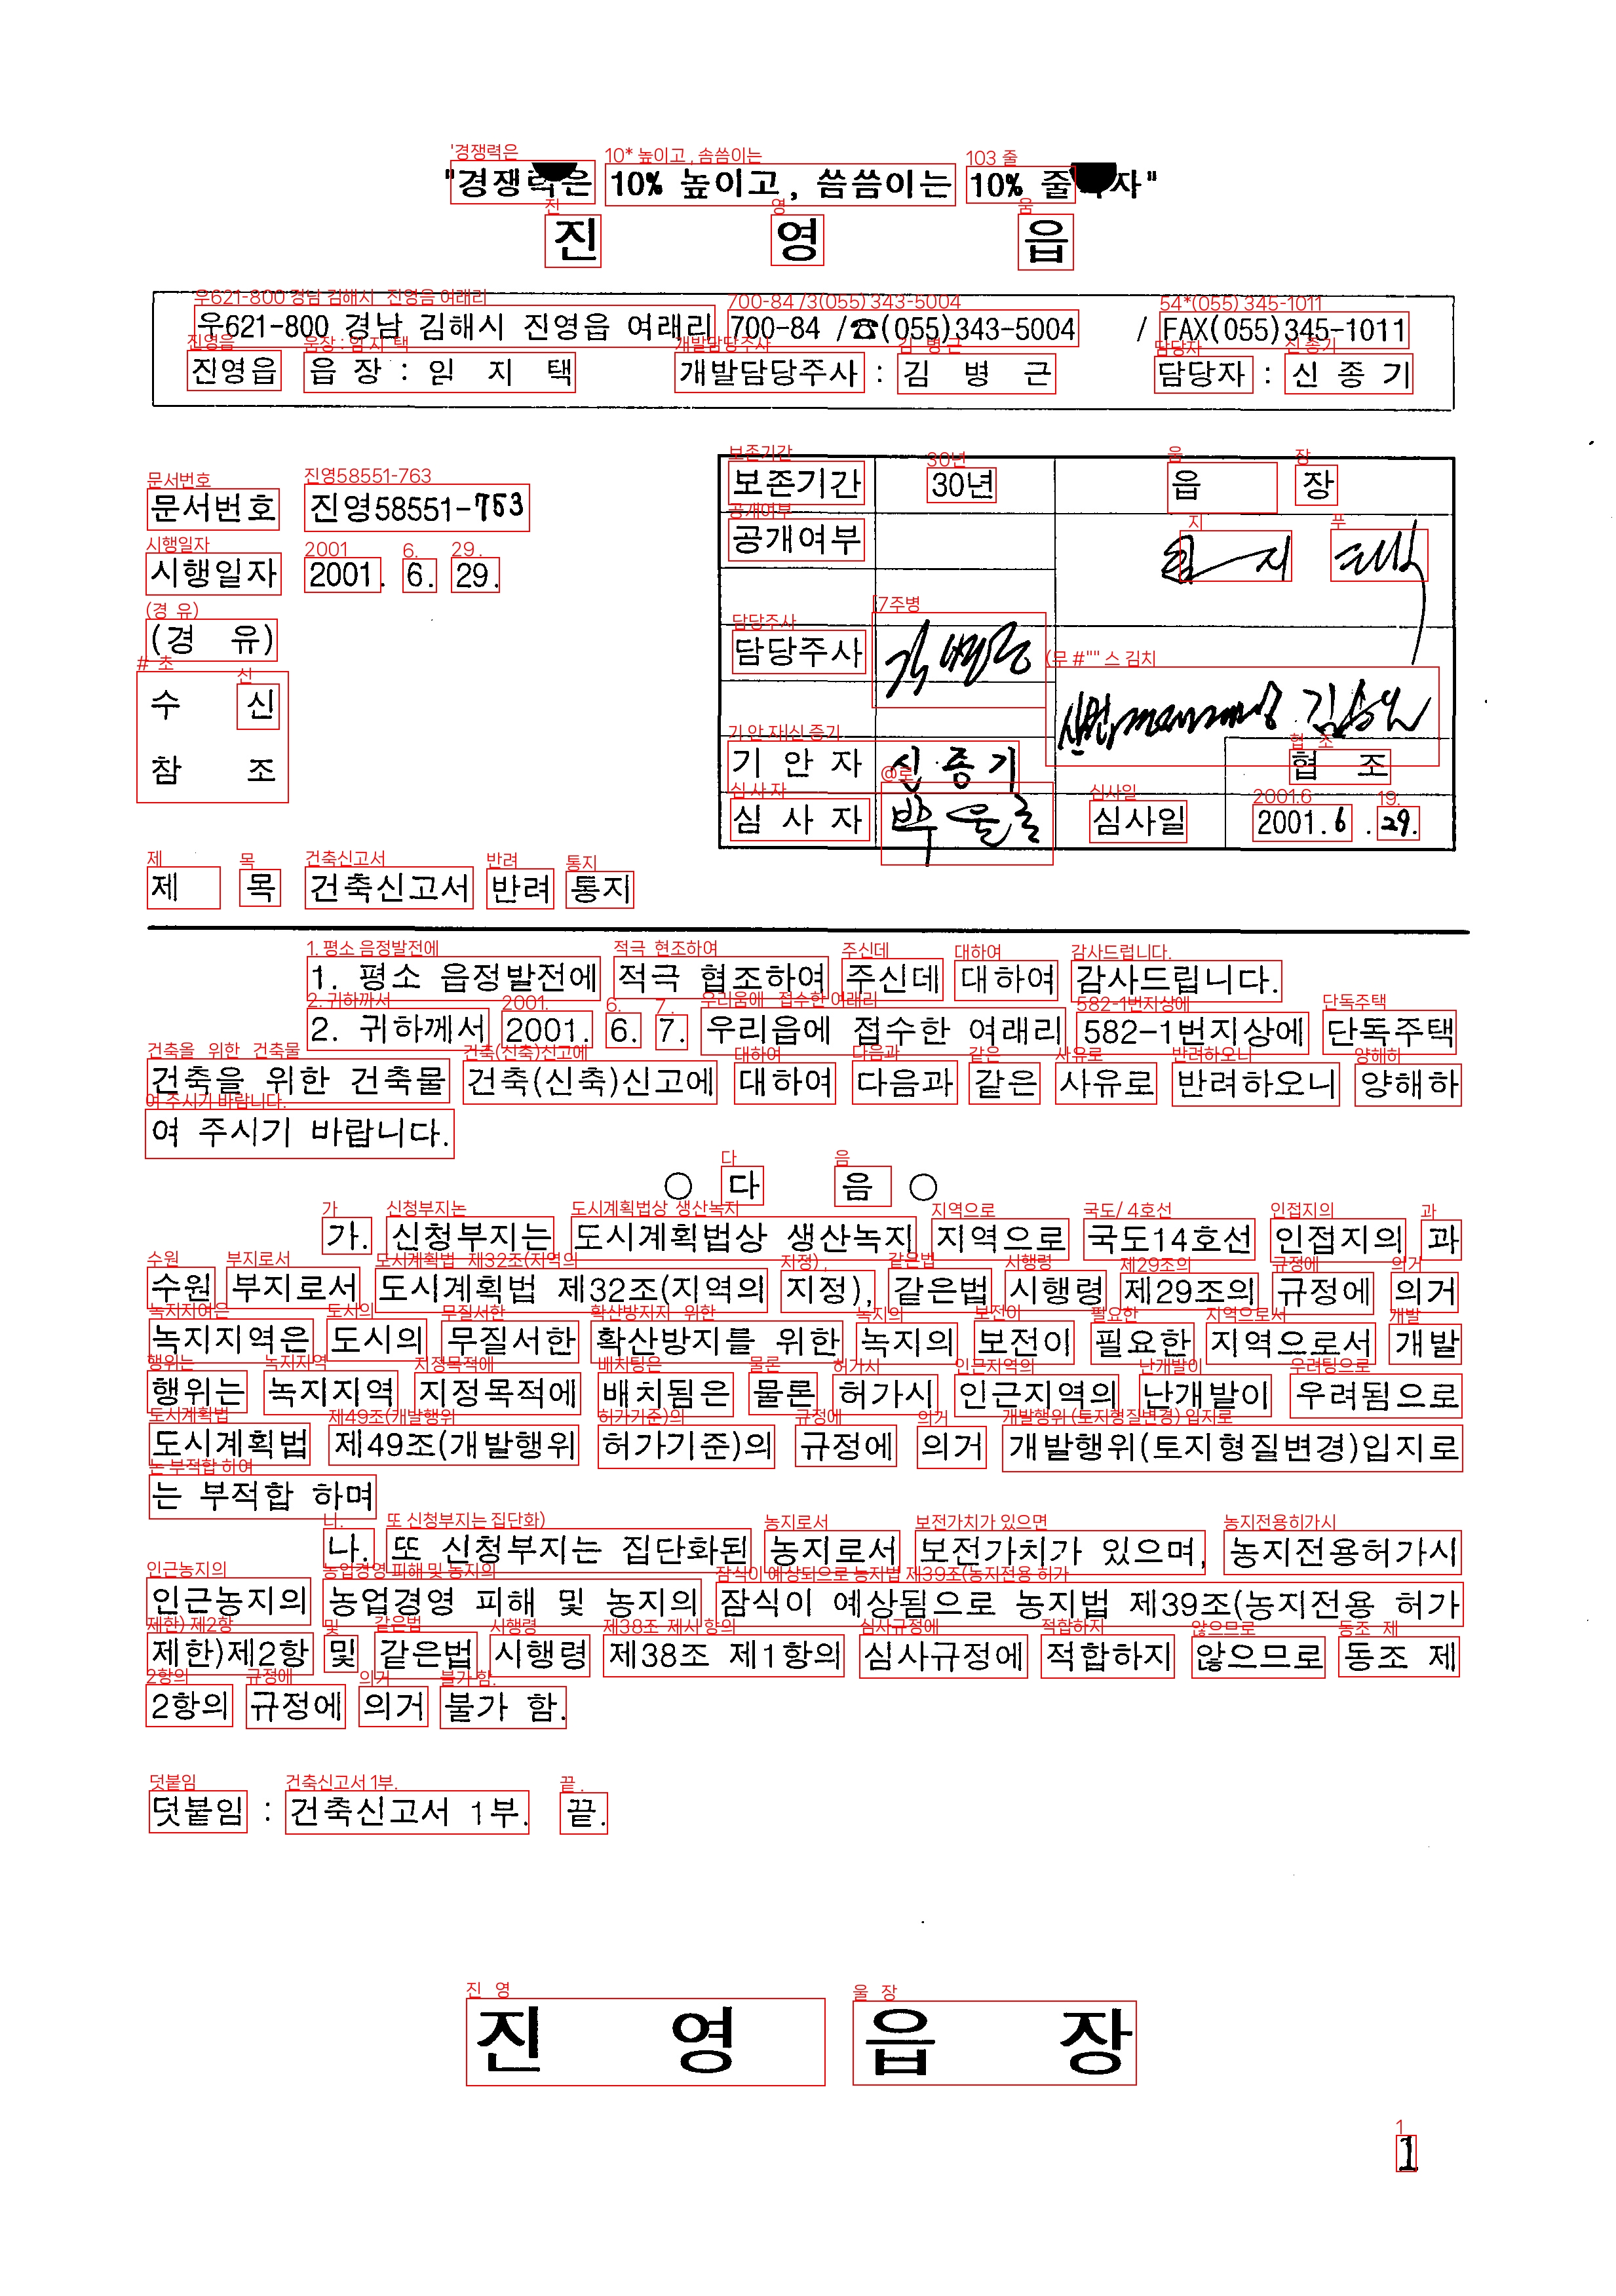 "경쟁력은 10% 높이고, 씀씀이는 10% 줄이자"
진 영 읍
우621-800 경남 김해시 진영읍 여래리 700-84 /☎(055)343-5004 / FAX(055)345-1011
진영읍 읍 장 : 임 지 택 개발담당주사 : 김 병 근 담당자 : 신 종 기
문서번호 진영58551-763
시행일자 2001. 6. 29.
(경 유)
수 신
참 조
보존기간 30년 읍 장
공개여부
담당주사
기 안 자 신종기
협 조
심 사 자 심사일 2001.6.29.
제 목 건축신고서 반려 통지
1. 평소 읍정발전에 적극 협조하여 주신데 대하여 감사드립니다.
2. 귀하께서 2001. 6. 7. 우리읍에 접수한 여래리 582-1번지상에 단독주택
건축을 위한 건축물 건축(신축)신고에 대하여 다음과 같은 사유로 반려하오니 양해하
여 주시기 바랍니다.
○ 다 음 ○
가. 신청부지는 도시계획법상 생산녹지 지역으로 국도14호선 인접지의 과
수원 부지로서 도시계획법 제32조(지역의 지정), 같은법 시행령 제29조의 규정에 의거
녹지지역은 도시의 무질서한 확산방지를 위한 녹지의 보전이 필요한 지역으로서 개발
행위는 녹지지역 지정목적에 배치됨은 물론 허가시 인근지역의 난개발이 우려됨으로
도시계획법 제49조(개발행위 허가기준)의 규정에 의거 개발행위(토지형질변경)입지로
는 부적합 하며
나. 또 신청부지는 집단화된 농지로서 보전가치가 있으며, 농지전용허가시
인근농지의 농업경영 피해 및 농지의 잠식이 예상됨으로 농지법 제39조(농지전용 허가
제한)제2항 및 같은법 시행령 제38조 제1항의 심사규정에 적합하지 않으므로 동조 제
2항의 규정에 의거 불가 함.
덧붙임 : 건축신고서 1부. 끝.
진 영 읍 장
1